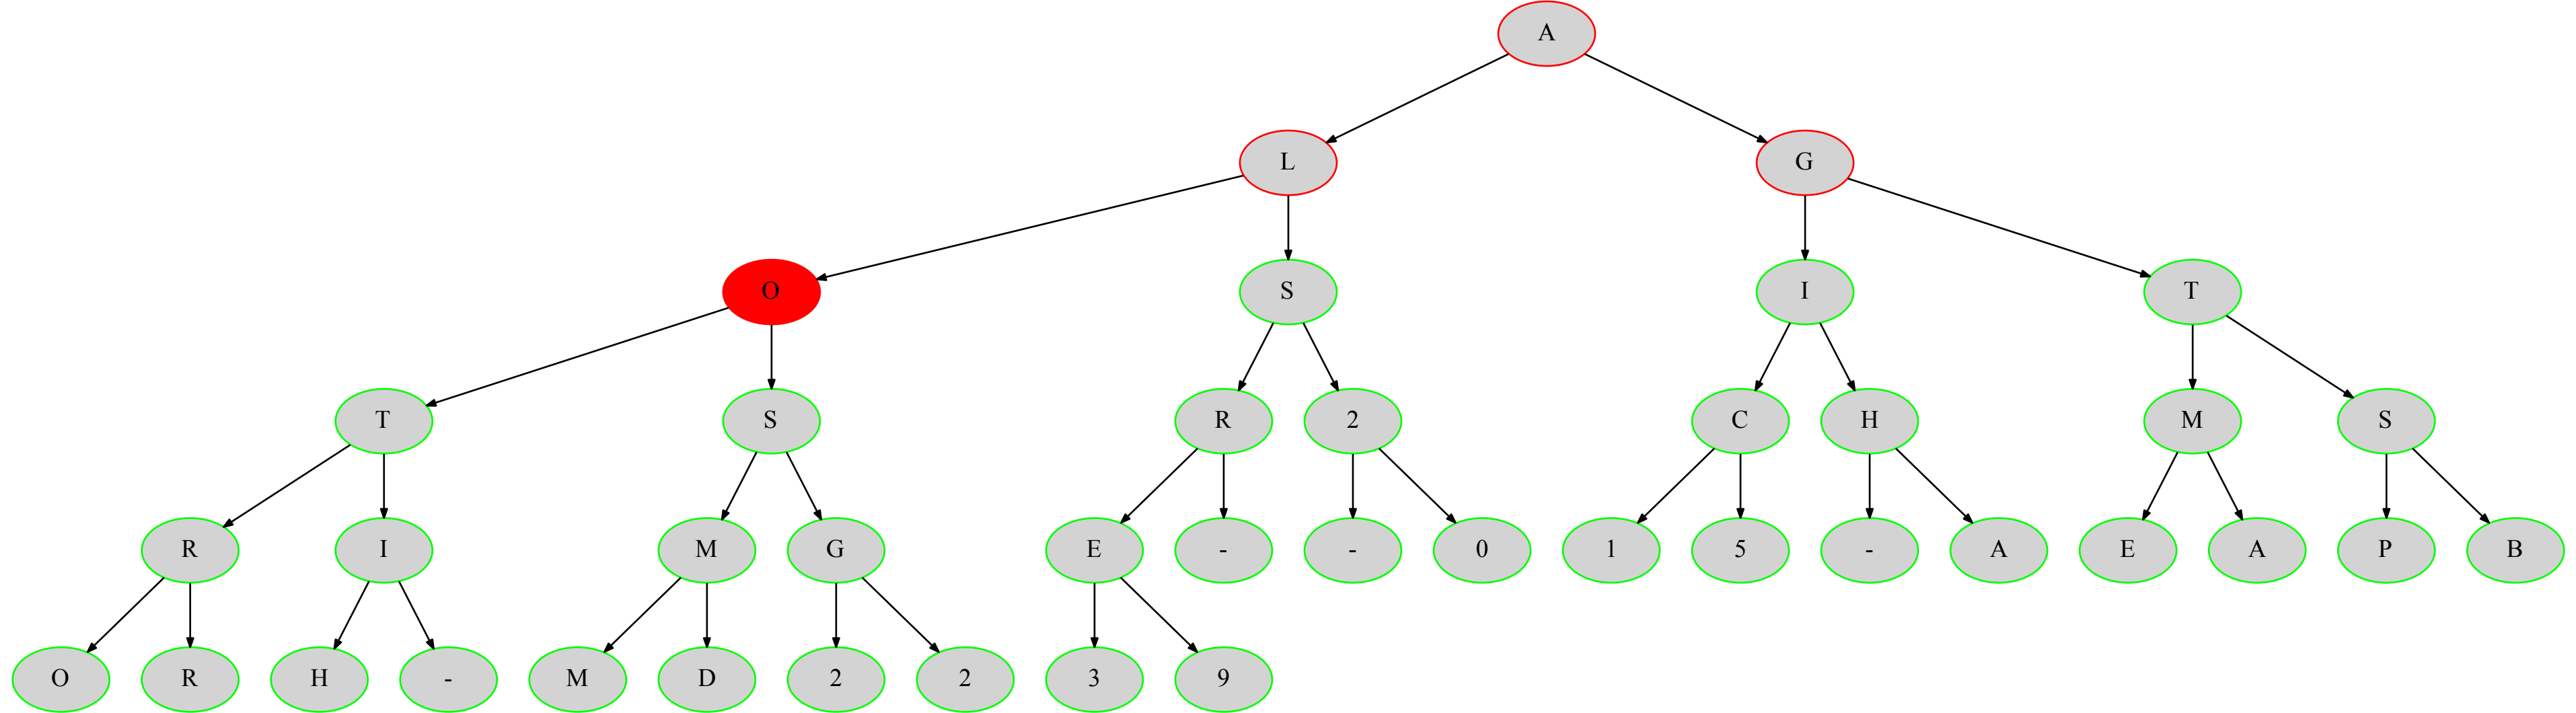 A
L G
O S I T
T S R 2 C H M S
R I M G E - - 0 1 5 - A E A P B
O R H - M D 2 2 3 9